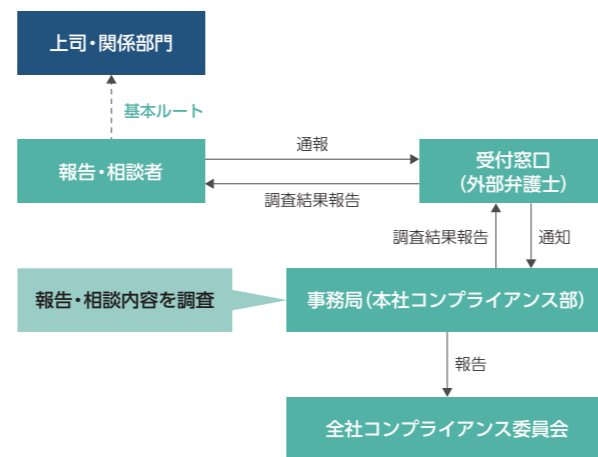 上司・関係部門
基本ルート
報告・相談者
通報
調査結果報告
受付窓口
（外部弁護士）
調査結果報告
通知
報告・相談内容を調査
事務局（本社コンプライアンス部）
報告
全社コンプライアンス委員会